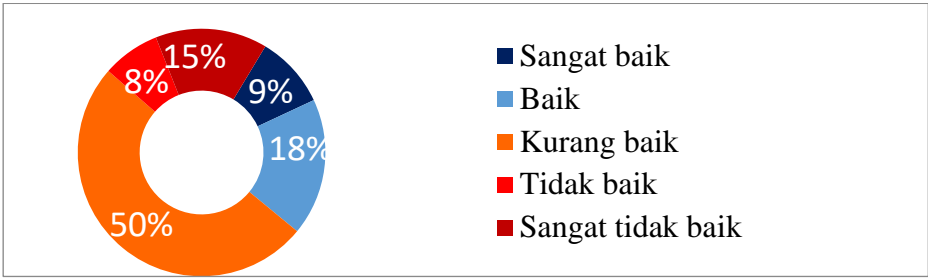 15%
8%
9%
18%
50%
Sangat baik
Baik
Kurang baik
Tidak baik
Sangat tidak baik